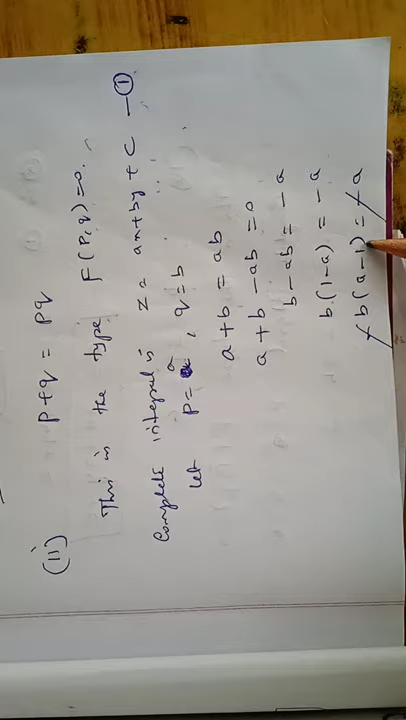 (ii) p+q = pq
This is the type F(p,q)=0.
Complete integral is z = ax+by+c —①
Let p=a, q=b
a+b = ab
a+b-ab=0
b-ab = -a
b(1-a) = -a
-b(a-1) = -a